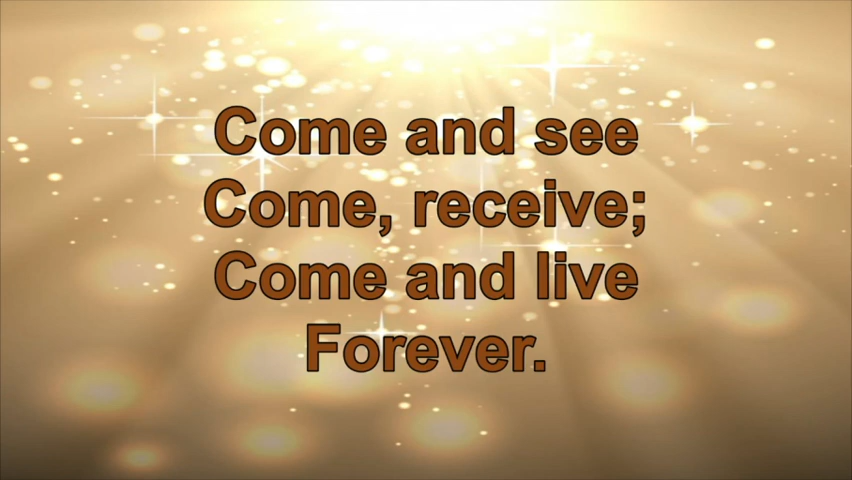 Come and see
Come, receive;
Come and live
Forever.